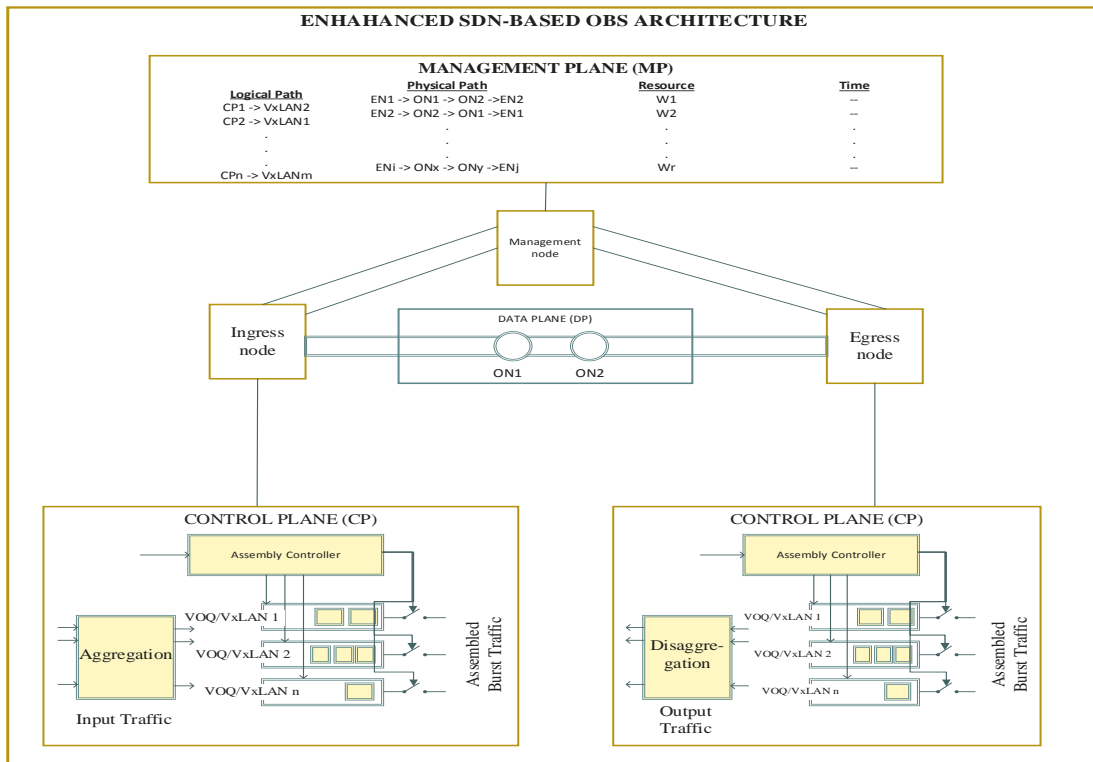 ENHAHANCED SDN-BASED OBS ARCHITECTURE
MANAGEMENT PLANE (MP)
Logical Path Physical Path Resource Time
CP1 -> VxLAN2 EN1 -> ON1 -> ON2 ->EN2 W1 --
CP2 -> VxLAN1 EN2 -> ON2 -> ON1 ->EN1 W2 --
. . . .
. . . .
. . . .
CPn -> VxLANm ENi -> ONx -> ONy ->ENj Wr --
Management
node
Ingress
node
DATA PLANE (DP)
ON1 ON2
Egress
node
CONTROL PLANE (CP)
Assembly Controller
VOQ/VxLAN 1
Aggregation
VOQ/VxLAN 2
VOQ/VxLAN n
Input Traffic
Assembled
Burst Traffic
CONTROL PLANE (CP)
Assembly Controller
VOQ/VxLAN 1
Disaggre-
gation
VOQ/VxLAN 2
VOQ/VxLAN n
Output
Traffic
Assembled
Burst Traffic